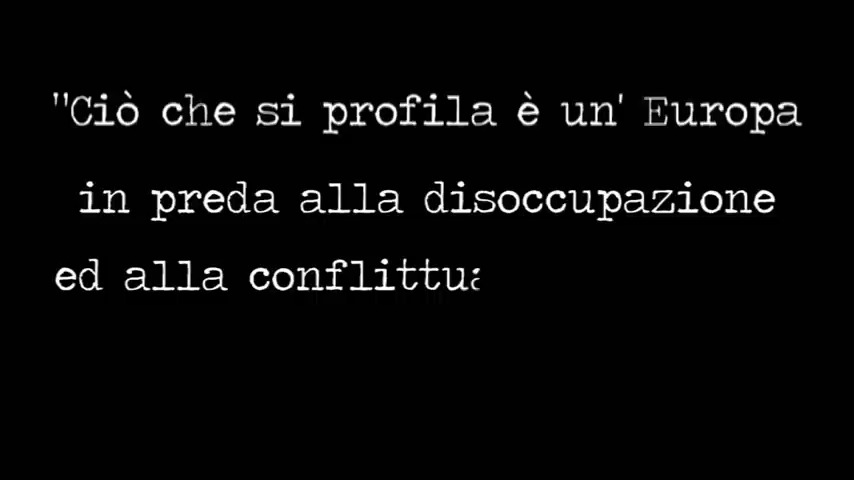 "Ciò che si profila è un' Europa
in preda alla disoccupazione
ed alla conflittua